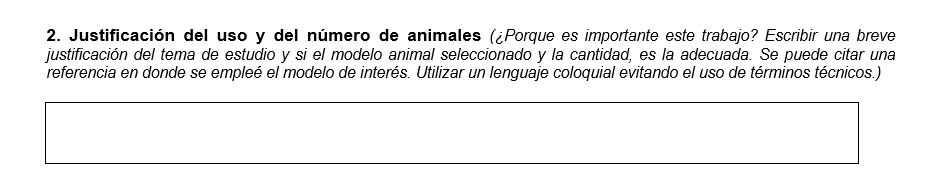 2. Justificación del uso y del número de animales (¿Porque es importante este trabajo? Escribir una breve
justificación del tema de estudio y si el modelo animal seleccionado y la cantidad, es la adecuada. Se puede citar una
referencia en donde se empleé el modelo de interés. Utilizar un lenguaje coloquial evitando el uso de términos técnicos.)